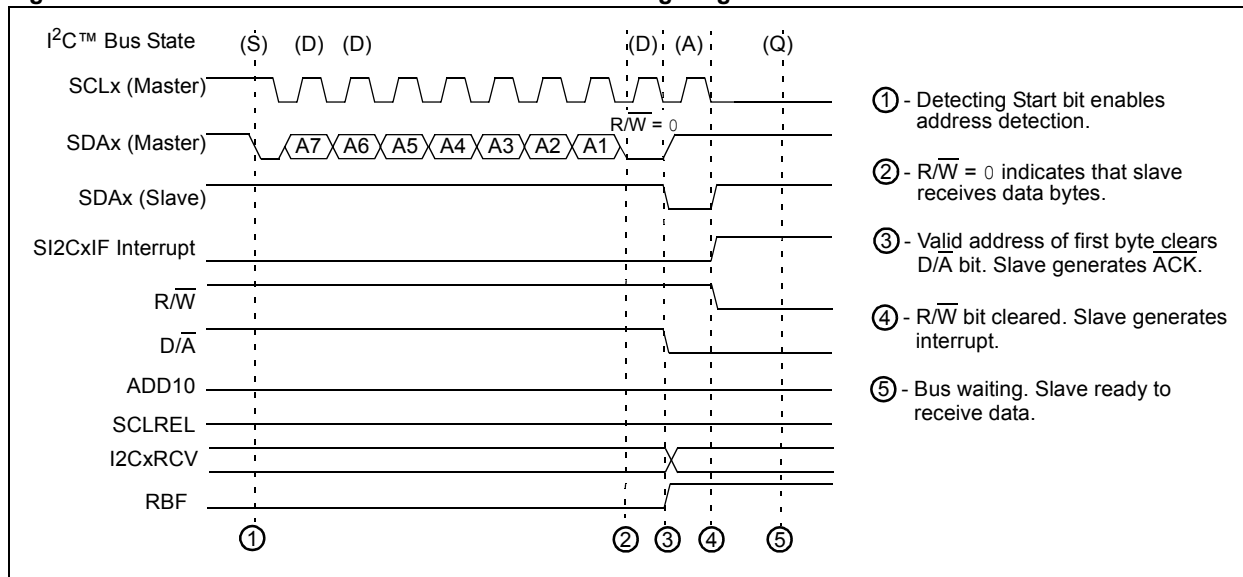 I²C™ Bus State (S) (D) (D) (D) (A) (Q)
SCLx (Master)
R/W̅ = 0
SDAx (Master) A7 A6 A5 A4 A3 A2 A1
SDAx (Slave)
SI2CxIF Interrupt
R/W̅
D/A̅
ADD10
SCLREL
I2CxRCV
RBF
① ② ③ ④ ⑤
① - Detecting Start bit enables
address detection.
② - R/W̅ = 0 indicates that slave
receives data bytes.
③ - Valid address of first byte clears
D/A̅ bit. Slave generates A̅C̅K̅.
④ - R/W̅ bit cleared. Slave generates
interrupt.
⑤ - Bus waiting. Slave ready to
receive data.